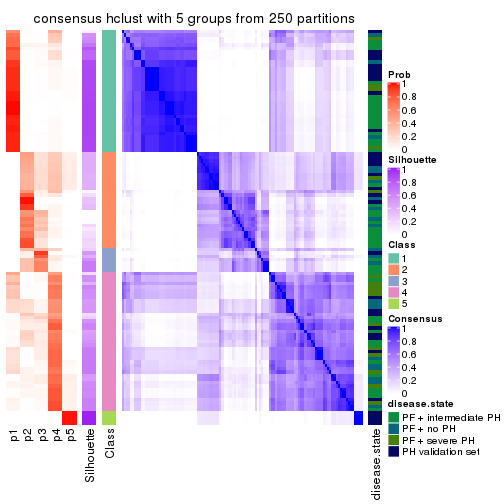 consensus hclust with 5 groups from 250 partitions
Prob
1
0.8
0.6
0.4
0.2
0
Silhouette
1
0.8
0.6
0.4
0.2
0
Class
1
2
3
4
5
Consensus
1
0.8
0.6
0.4
0.2
0
disease.state
PF + intermediate PH
PF + no PH
PF + severe PH
PH validation set
p1
p2
p3
p4
p5
Silhouette
Class
disease.state